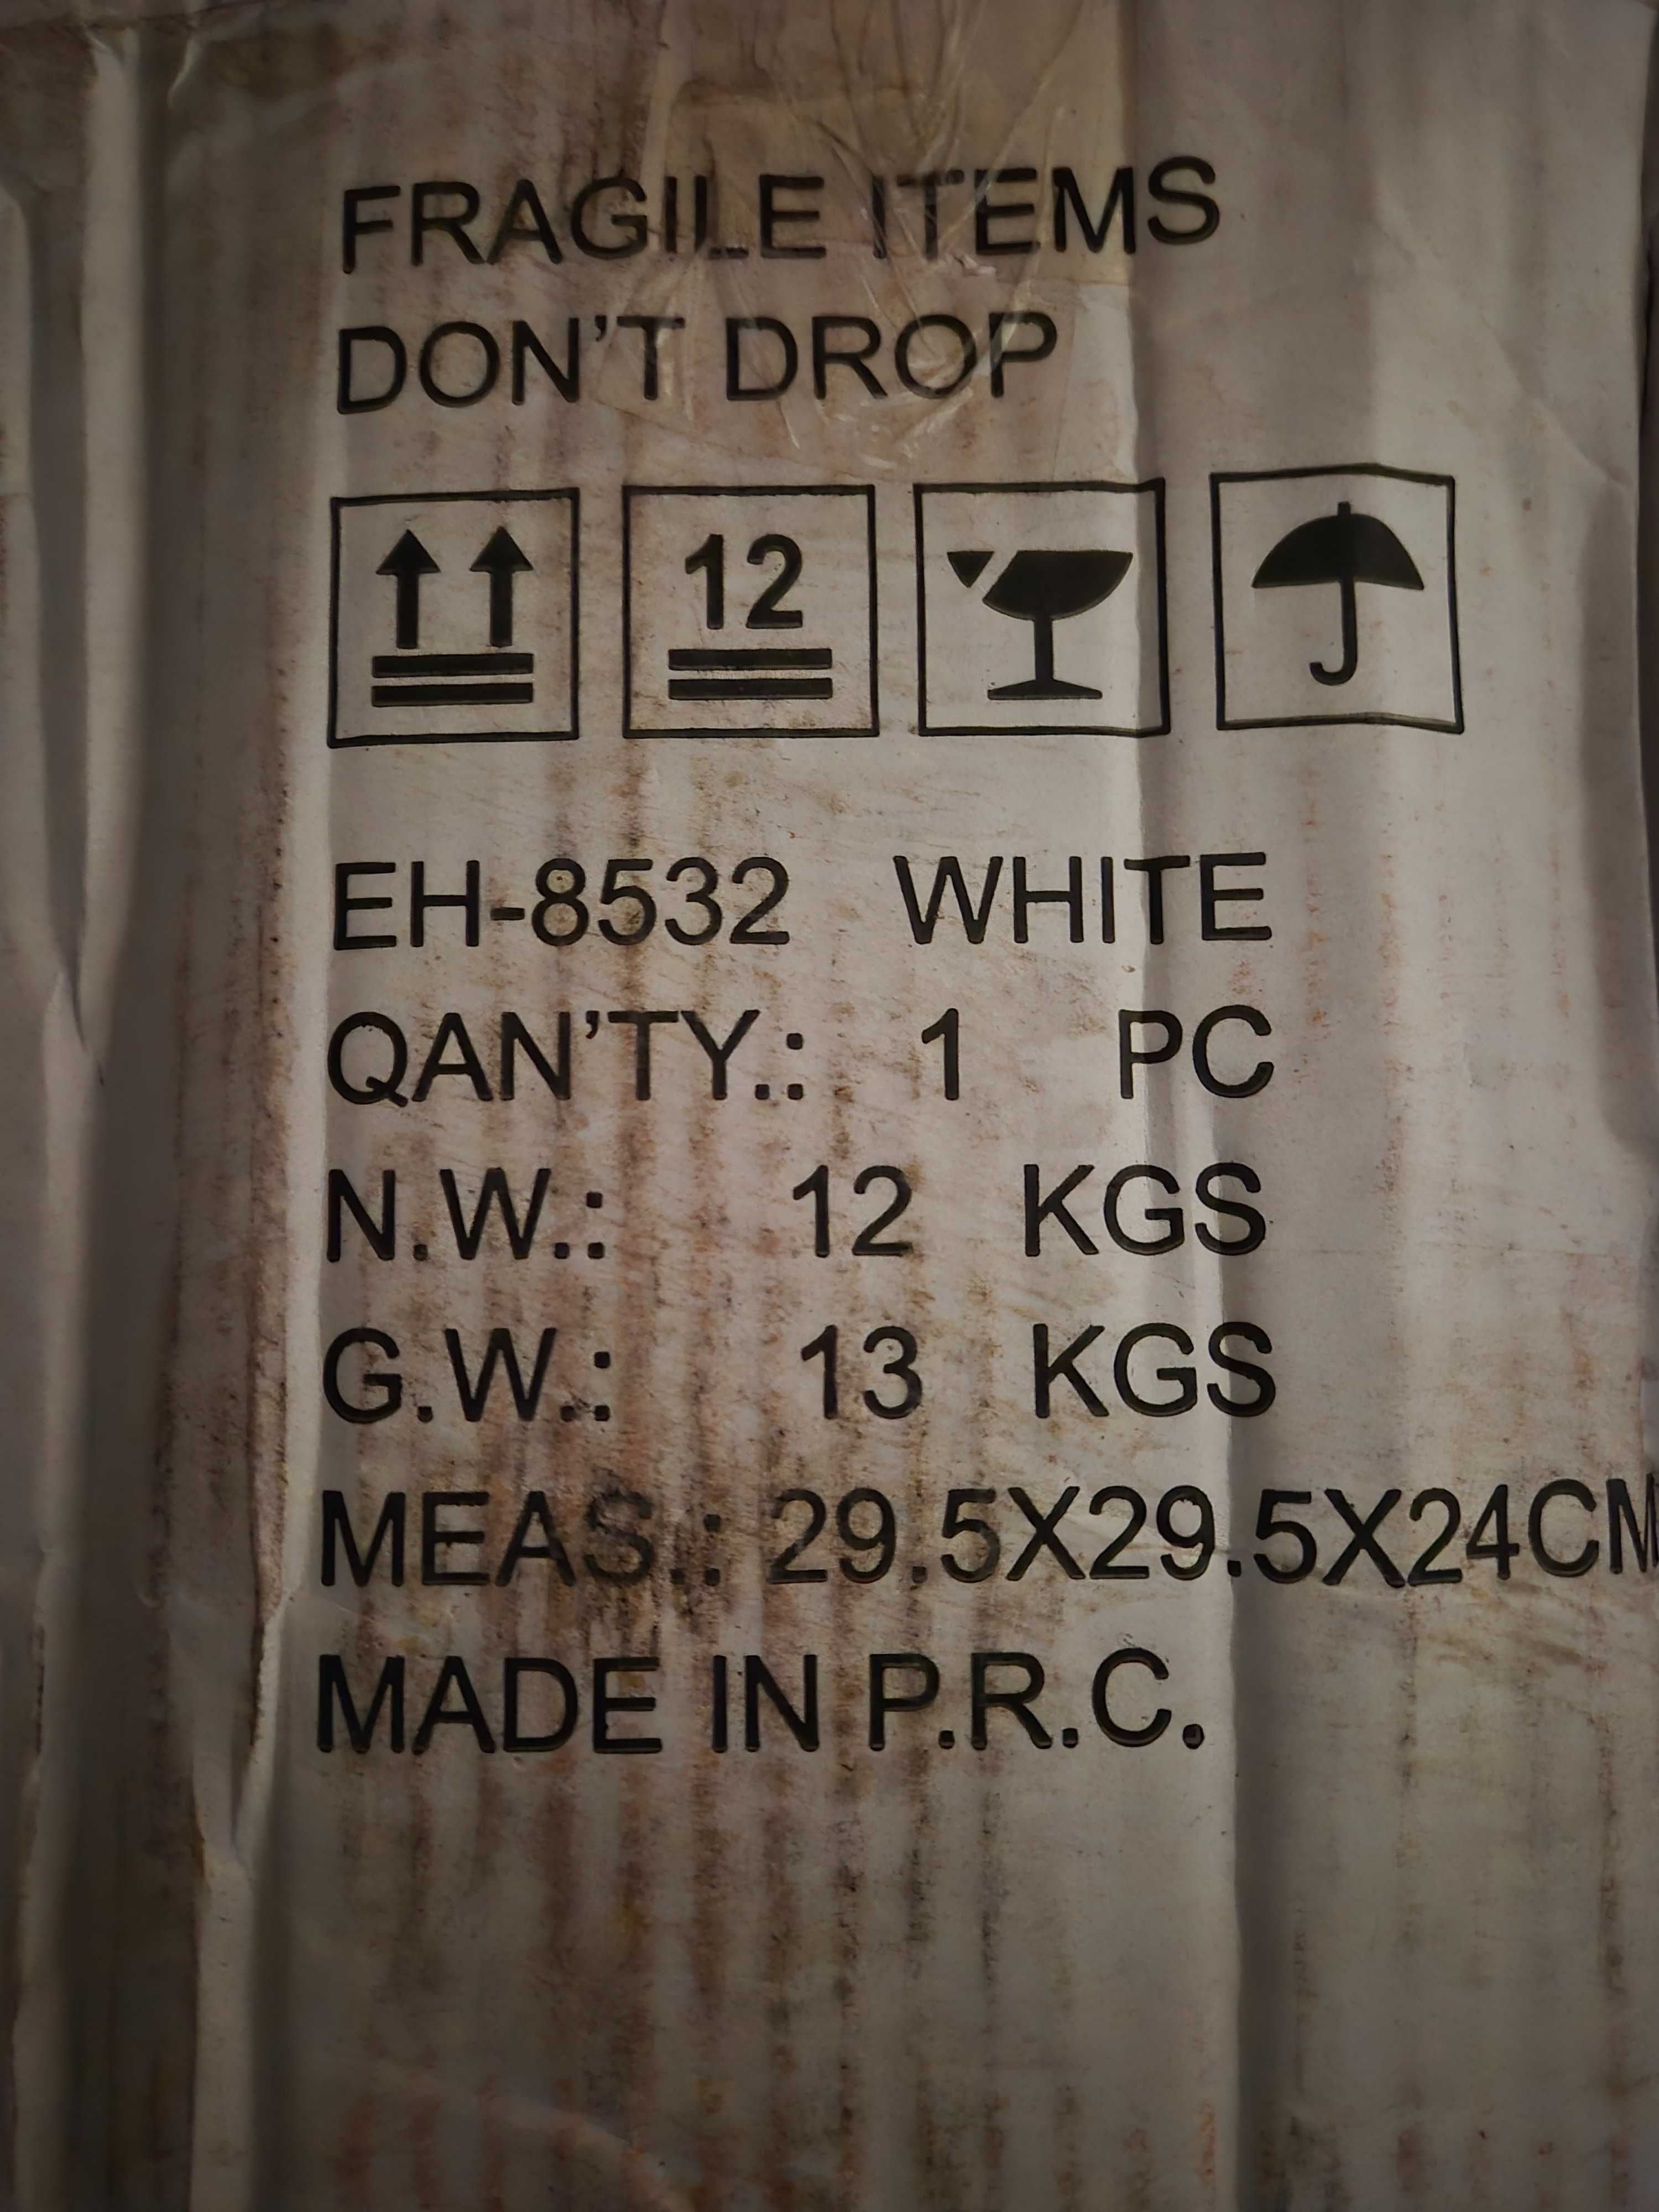 FRAGILE ITEMS
DON'T DROP
12
EH-8532 WHITE
QAN'TY.: 1 PC
N.W.: 12 KGS
G.W.: 13 KGS
MEAS.: 29.5X29.5X24CM
MADE IN P.R.C.